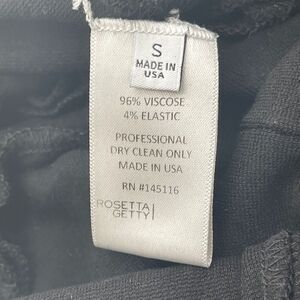 S
MADE IN
USA
96% VISCOSE
4% ELASTIC
PROFESSIONAL
DRY CLEAN ONLY
MADE IN USA
RN #145116
ROSETTA
GETTY